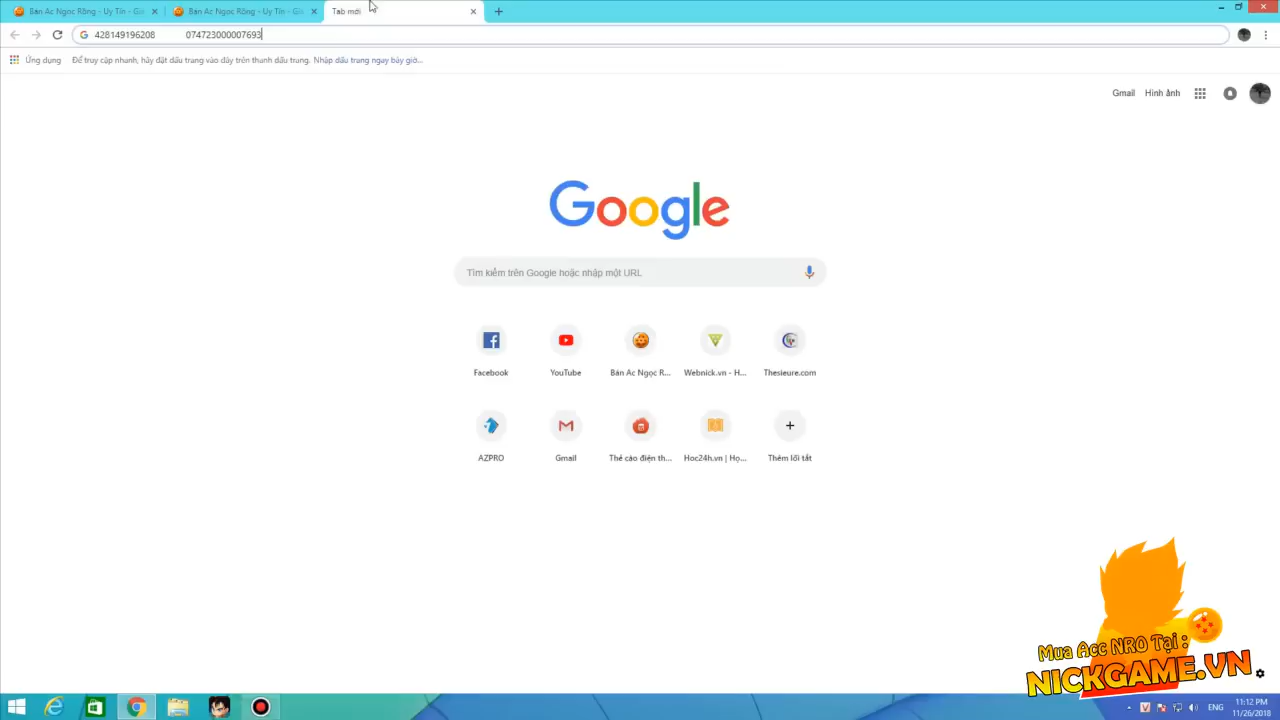 Bán Ac Ngọc Rồng - Uy Tín - Giá
Bán Ac Ngọc Rồng - Uy Tín - Giá
Tab mới
428149196208 074723000007693
Ứng dụng Để truy cập nhanh, hãy đặt dấu trang vào đây trên thanh dấu trang. Nhập dấu trang ngay bây giờ...
Gmail Hình ảnh
Google
Tìm kiếm trên Google hoặc nhập một URL
Facebook YouTube Bán Ac Ngọc R... Webnick.vn - H... Thesieure.com
AZPRO Gmail Thẻ cào điện th... Hoc24h.vn | Họ... Thêm lối tắt
Mua Acc NRO Tại :
NICKGAME.VN
ENG
11:12 PM
11/26/2018